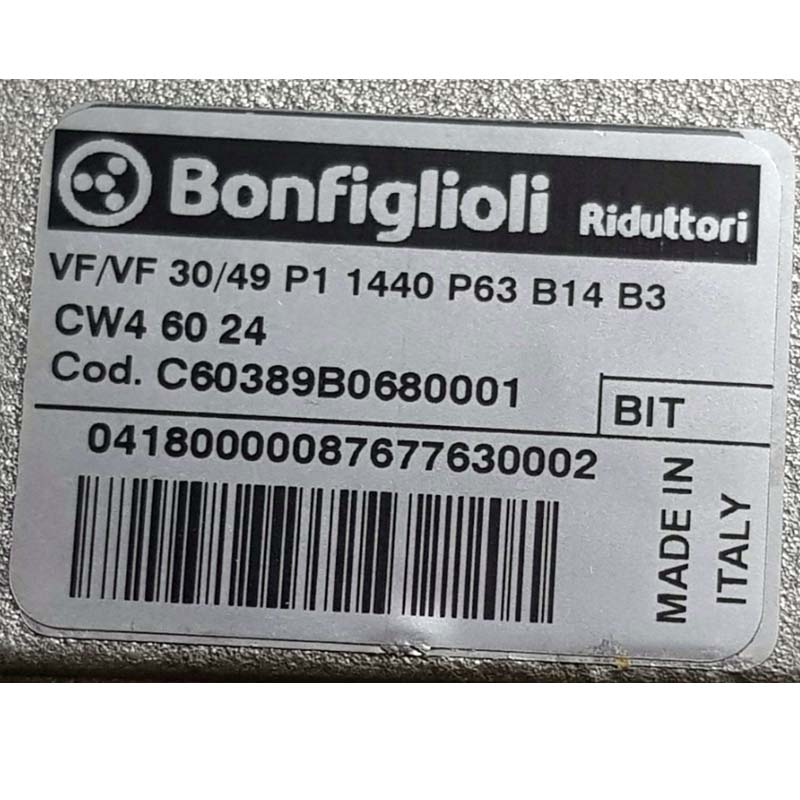 Bonfiglioli Riduttori
VF/VF 30/49 P1 1440 P63 B14 B3
CW4 60 24
Cod. C60389B0680001
BIT
04180000087677630002
MADE IN
ITALY